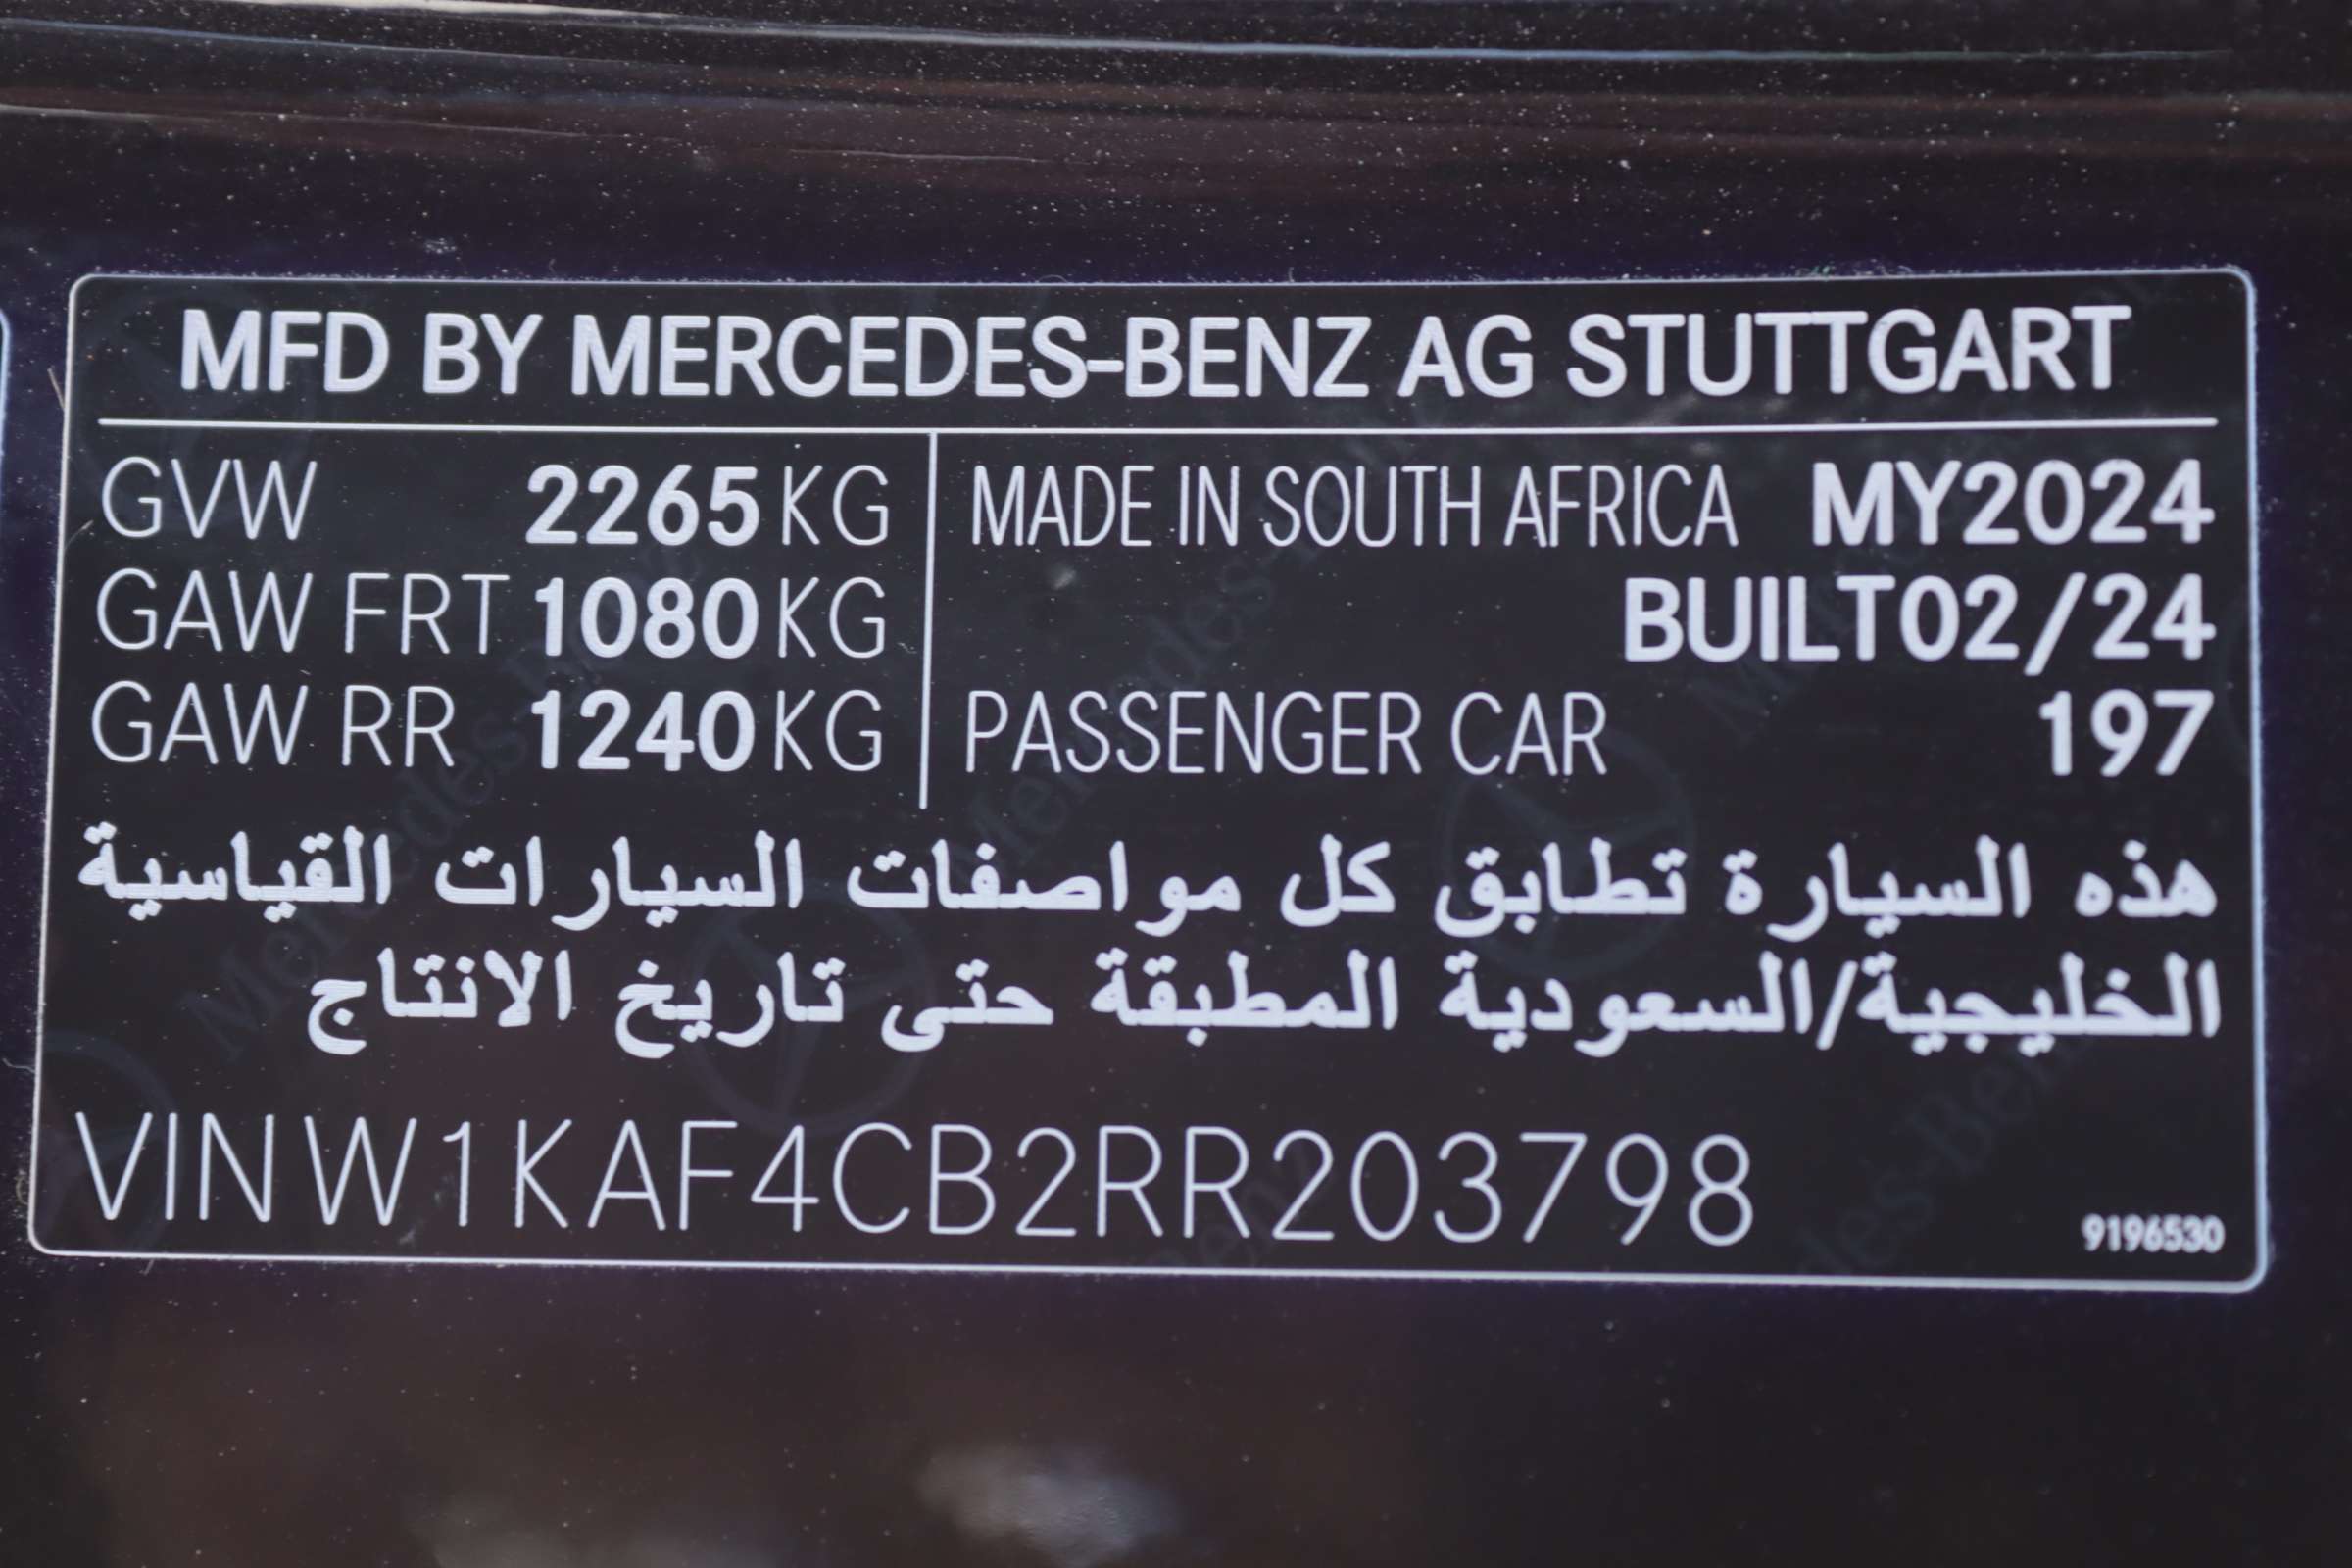 MFD BY MERCEDES-BENZ AG STUTTGART
GVW 2265 KG MADE IN SOUTH AFRICA MY2024
GAW FRT 1080 KG BUILT02/24
GAW RR 1240 KG PASSENGER CAR 197
هذه السيارة تطابق كل مواصفات السيارات القياسية
الخليجية/السعودية المطبقة حتى تاريخ الانتاج
VIN W1KAF4CB2RR203798
9196530